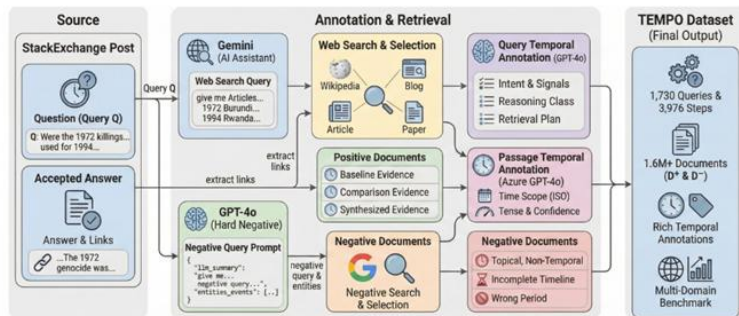 Source
StackExchange Post
Question (Query Q)
Q: Were the 1972 killings...
used for 1994...
Accepted Answer
Answer & Links
...The 1972
genocide was...
Annotation & Retrieval
Query Q
Gemini
(AI Assistant)
Web Search Query
give me Articles...
1972 Burundi...
1994 Rwanda...
extract links
extract links
Web Search & Selection
Wikipedia
Blog
Article
Paper
Query Temporal
Annotation (GPT-4o)
Intent & Signals
Reasoning Class
Retrieval Plan
Positive Documents
Baseline Evidence
Comparison Evidence
Synthesized Evidence
Passage Temporal
Annotation
(Azure GPT-4o)
Time Scope (ISO)
Tense & Confidence
GPT-4o
(Hard Negative)
Negative Query Prompt
{
"llm_summary":
"give me...
negative query...",
"entities_events": [..]
}
negative
query &
entities
Negative Documents
Negative Search
& Selection
Negative Documents
Topical, Non-Temporal
Incomplete Timeline
Wrong Period
TEMPO Dataset
(Final Output)
1,730 Queries &
3,976 Steps
1.6M+ Documents
(D⁺ & D⁻)
Rich Temporal
Annotations
Multi-Domain
Benchmark